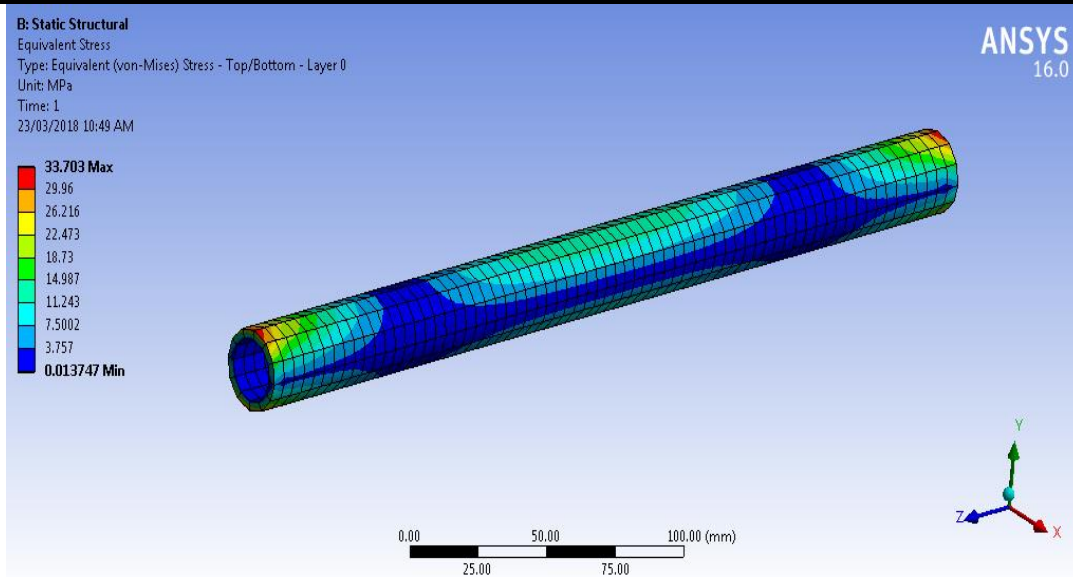 B: Static Structural
Equivalent Stress
Type: Equivalent (von-Mises) Stress - Top/Bottom - Layer 0
Unit: MPa
Time: 1
23/03/2018 10:49 AM
ANSYS
16.0
33.703 Max
29.96
26.216
22.473
18.73
14.987
11.243
7.5002
3.757
0.013747 Min
0.00 50.00 100.00 (mm)
25.00 75.00
Y
Z
X